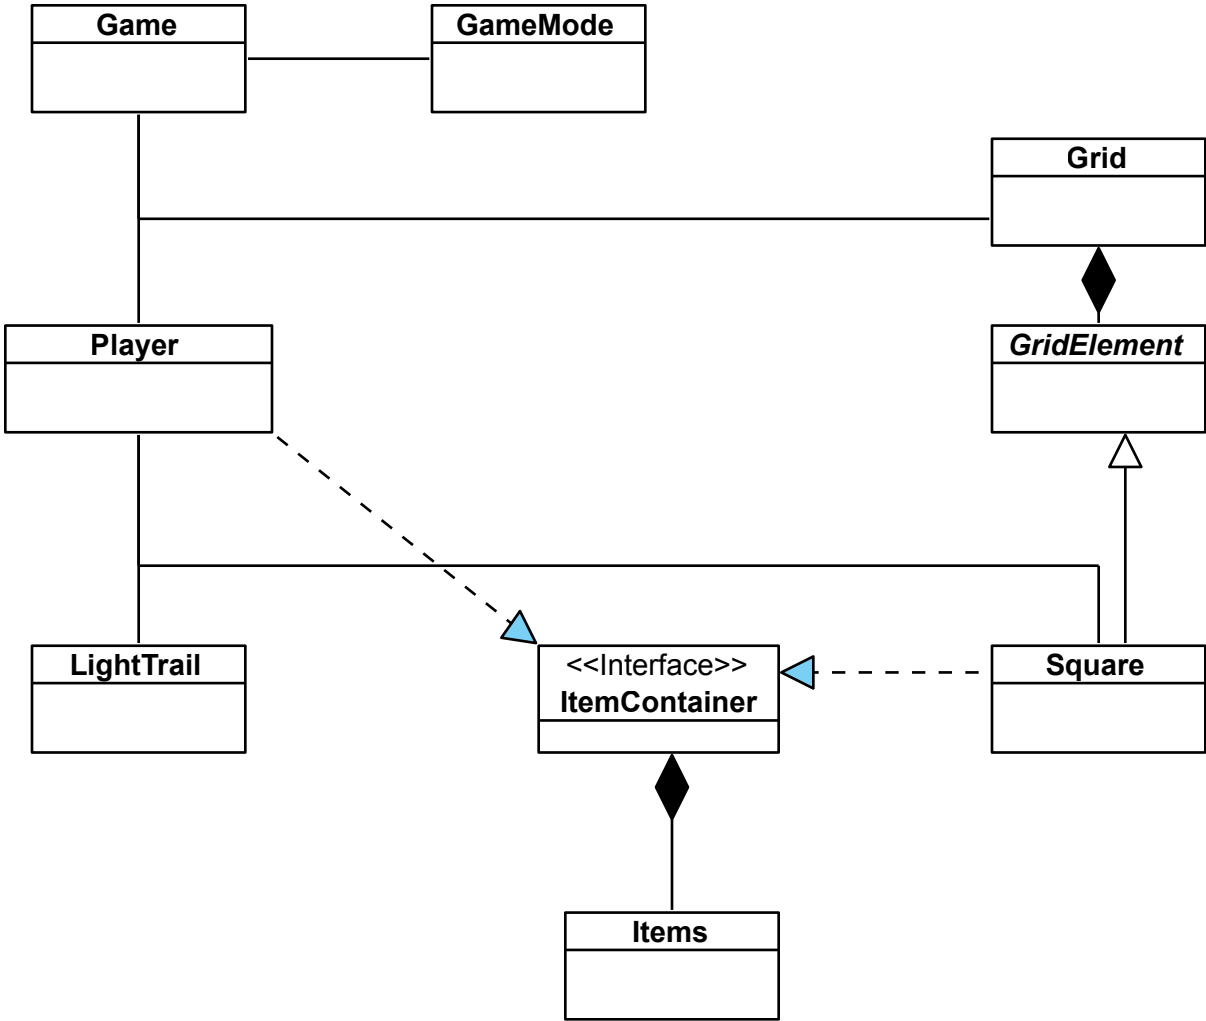 Game
GameMode
Grid
Player
GridElement
LightTrail
<<Interface>>
ItemContainer
Square
Items